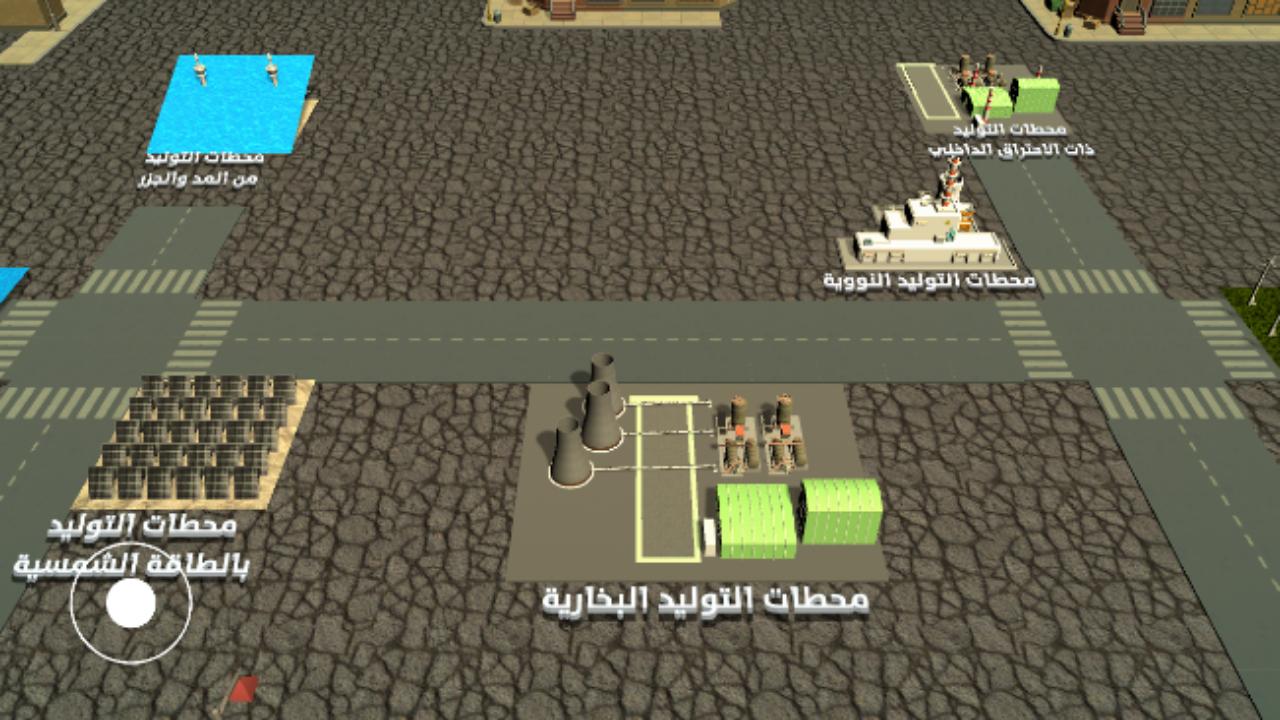 محطات التوليد
ذات الاحتراق الداخلي
محطات التوليد
من المد والجزر
محطات التوليد النووية
محطات التوليد
بالطاقة الشمسية
محطات التوليد البخارية